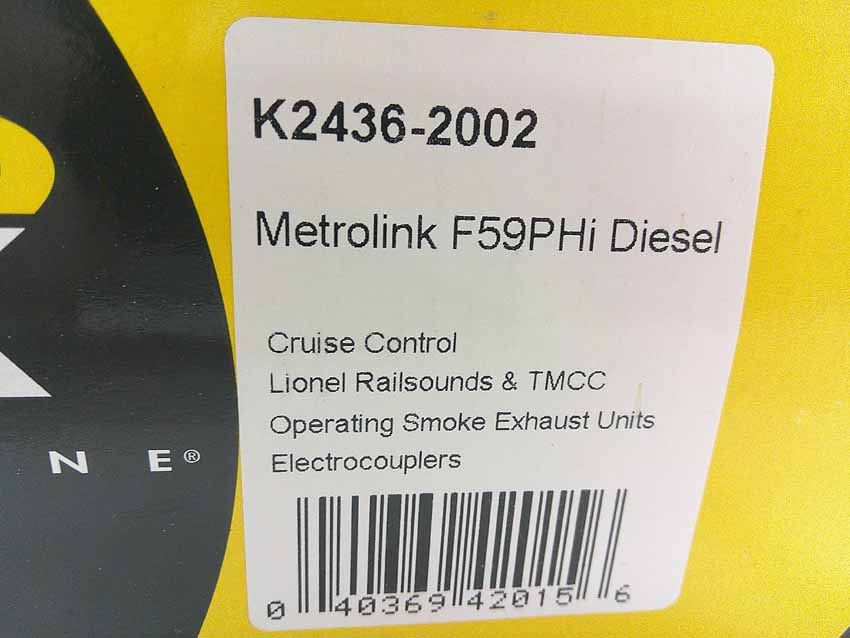 K2436-2002
Metrolink F59PHi Diesel
Cruise Control
Lionel Railsounds & TMCC
Operating Smoke Exhaust Units
Electrocouplers
0 40369 42015 6
N E®